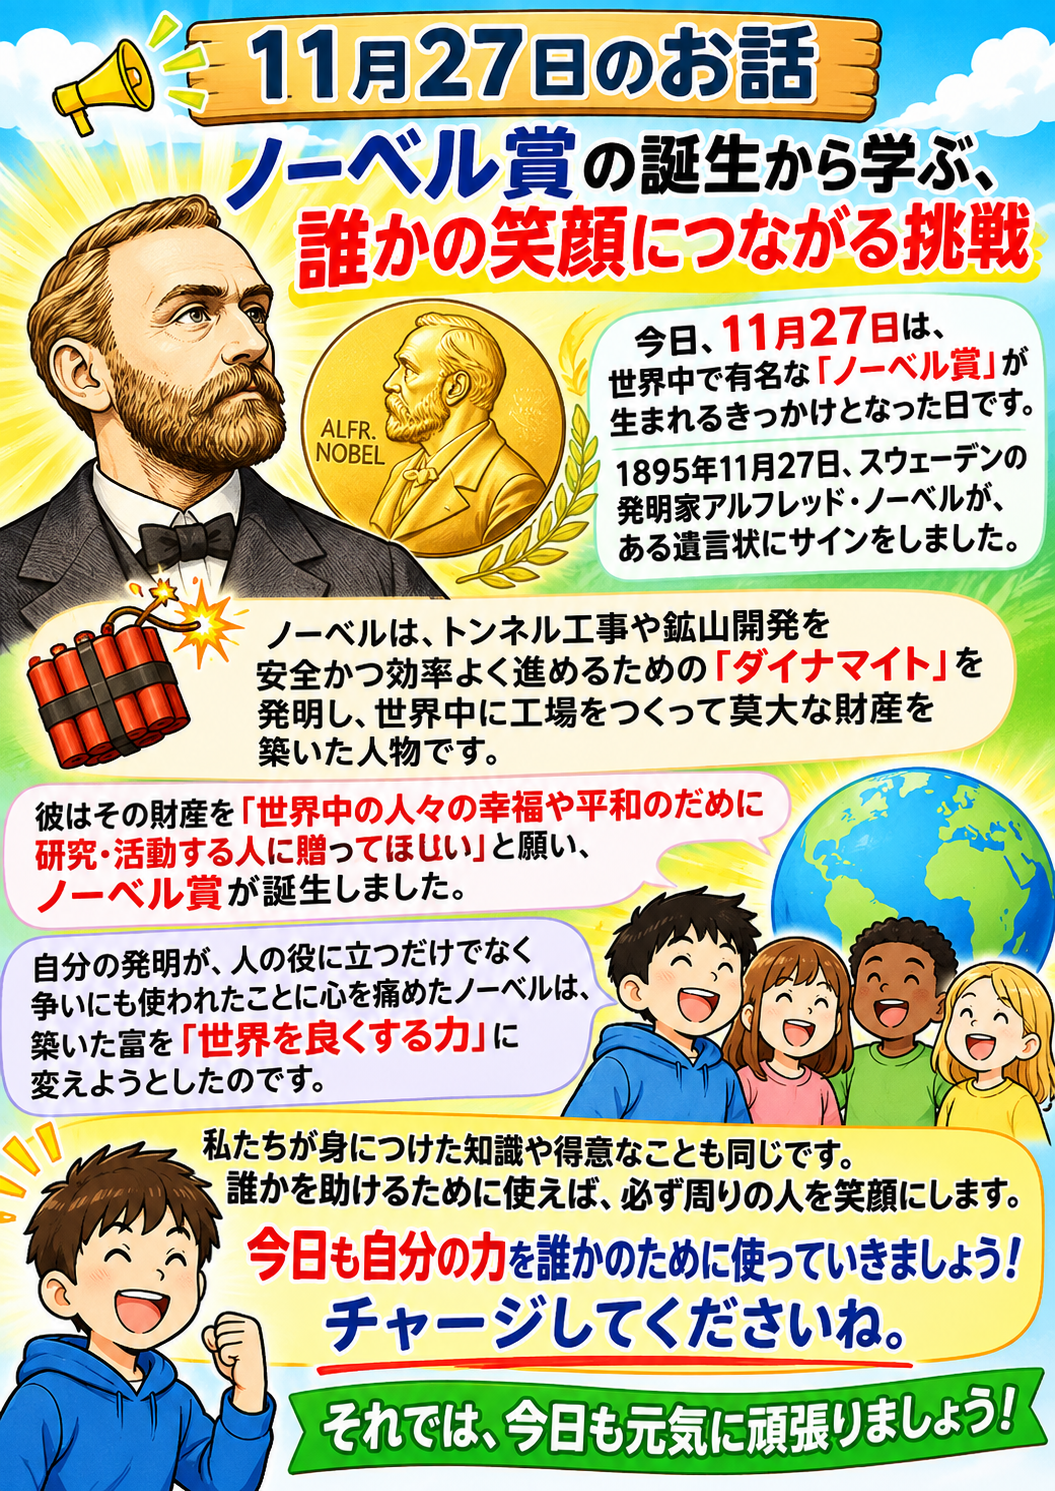 11月27日のお話
ノーベル賞の誕生から学ぶ、
誰かの笑顔につながる挑戦
ALFR.
NOBEL
今日、11月27日は、
世界中で有名な「ノーベル賞」が
生まれるきっかけとなった日です。
1895年11月27日、スウェーデンの
発明家アルフレッド・ノーベルが、
ある遺言状にサインをしました。
ノーベルは、トンネル工事や鉱山開発を
安全かつ効率よく進めるための「ダイナマイト」を
発明し、世界中に工場をつくって莫大な財産を
築いた人物です。
彼はその財産を「世界中の人々の幸福や平和のだめに
研究・活動する人に贈ってほじい」と願い、
ノーベル賞が誕生しました。
自分の発明が、人の役に立つだけでなく
争いにも使われたことに心を痛めたノーベルは、
築いた富を「世界を良くする力」に
変えようとしたのです。
私たちが身につけた知識や得意なことも同じです。
誰かを助けるために使えば、必ず周りの人を笑顔にします。
今日も自分の力を誰かのために使っていきましょう!
チャージしてくださいね。
それでは、今日も元気に頑張りましょう!